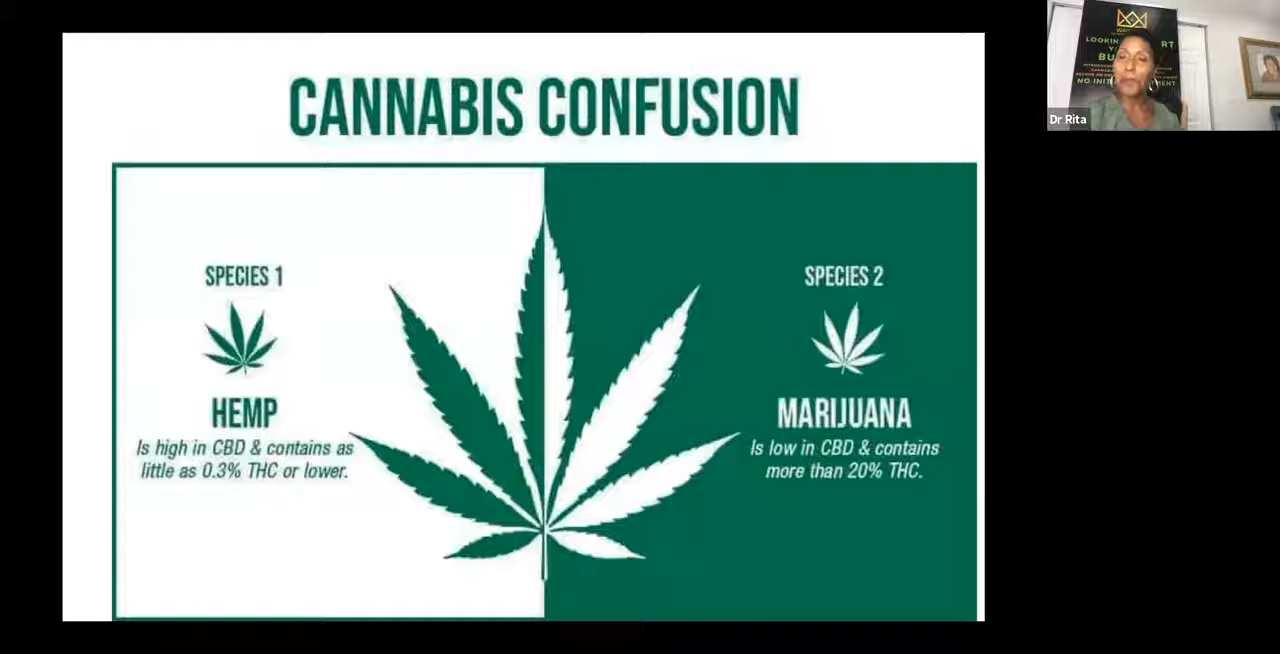 CANNABIS CONFUSION
SPECIES 1
HEMP
Is high in CBD & contains as
little as 0.3% THC or lower.
SPECIES 2
MARIJUANA
Is low in CBD & contains
more than 20% THC.
Dr Rita